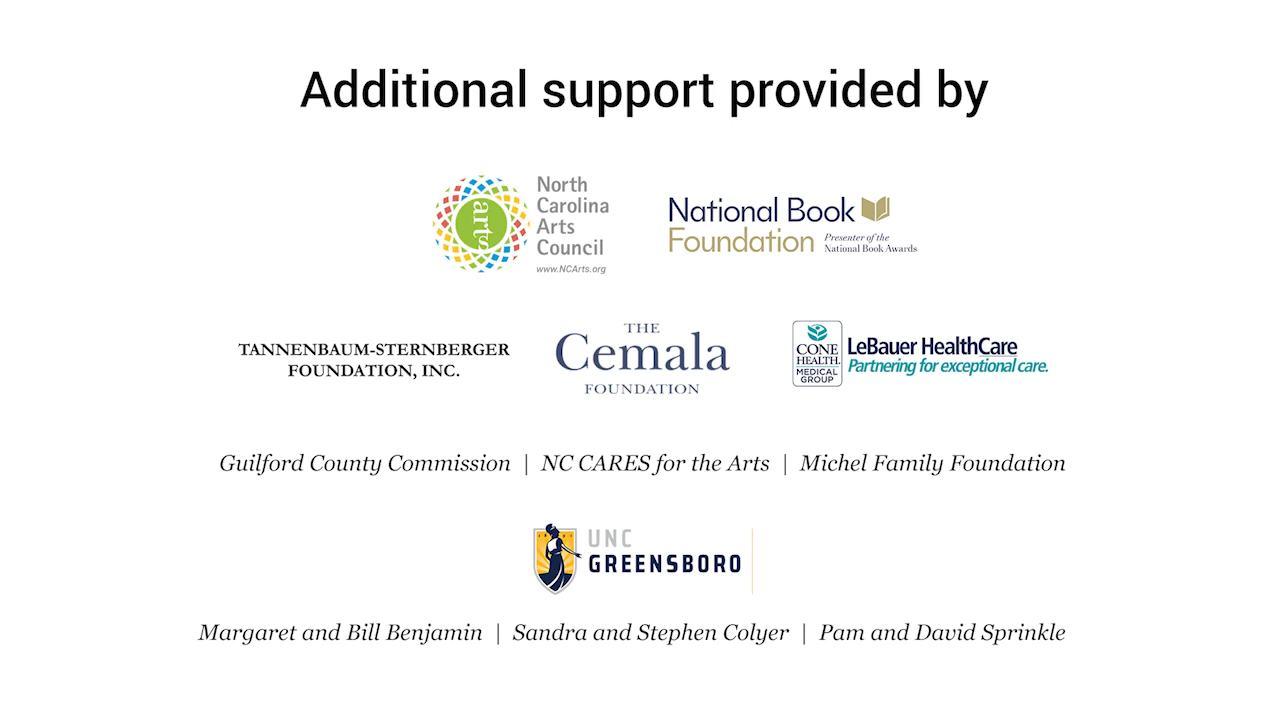 Additional support provided by
arts
North
Carolina
Arts
Council
www.NCArts.org
National Book
Foundation
Presenter of the
National Book Awards
TANNENBAUM-STERNBERGER
FOUNDATION, INC.
THE
Cemala
FOUNDATION
CONE
HEALTH.
MEDICAL
GROUP
LeBauer HealthCare
Partnering for exceptional care.
Guilford County Commission | NC CARES for the Arts | Michel Family Foundation
UNC
GREENSBORO
Margaret and Bill Benjamin | Sandra and Stephen Colyer | Pam and David Sprinkle